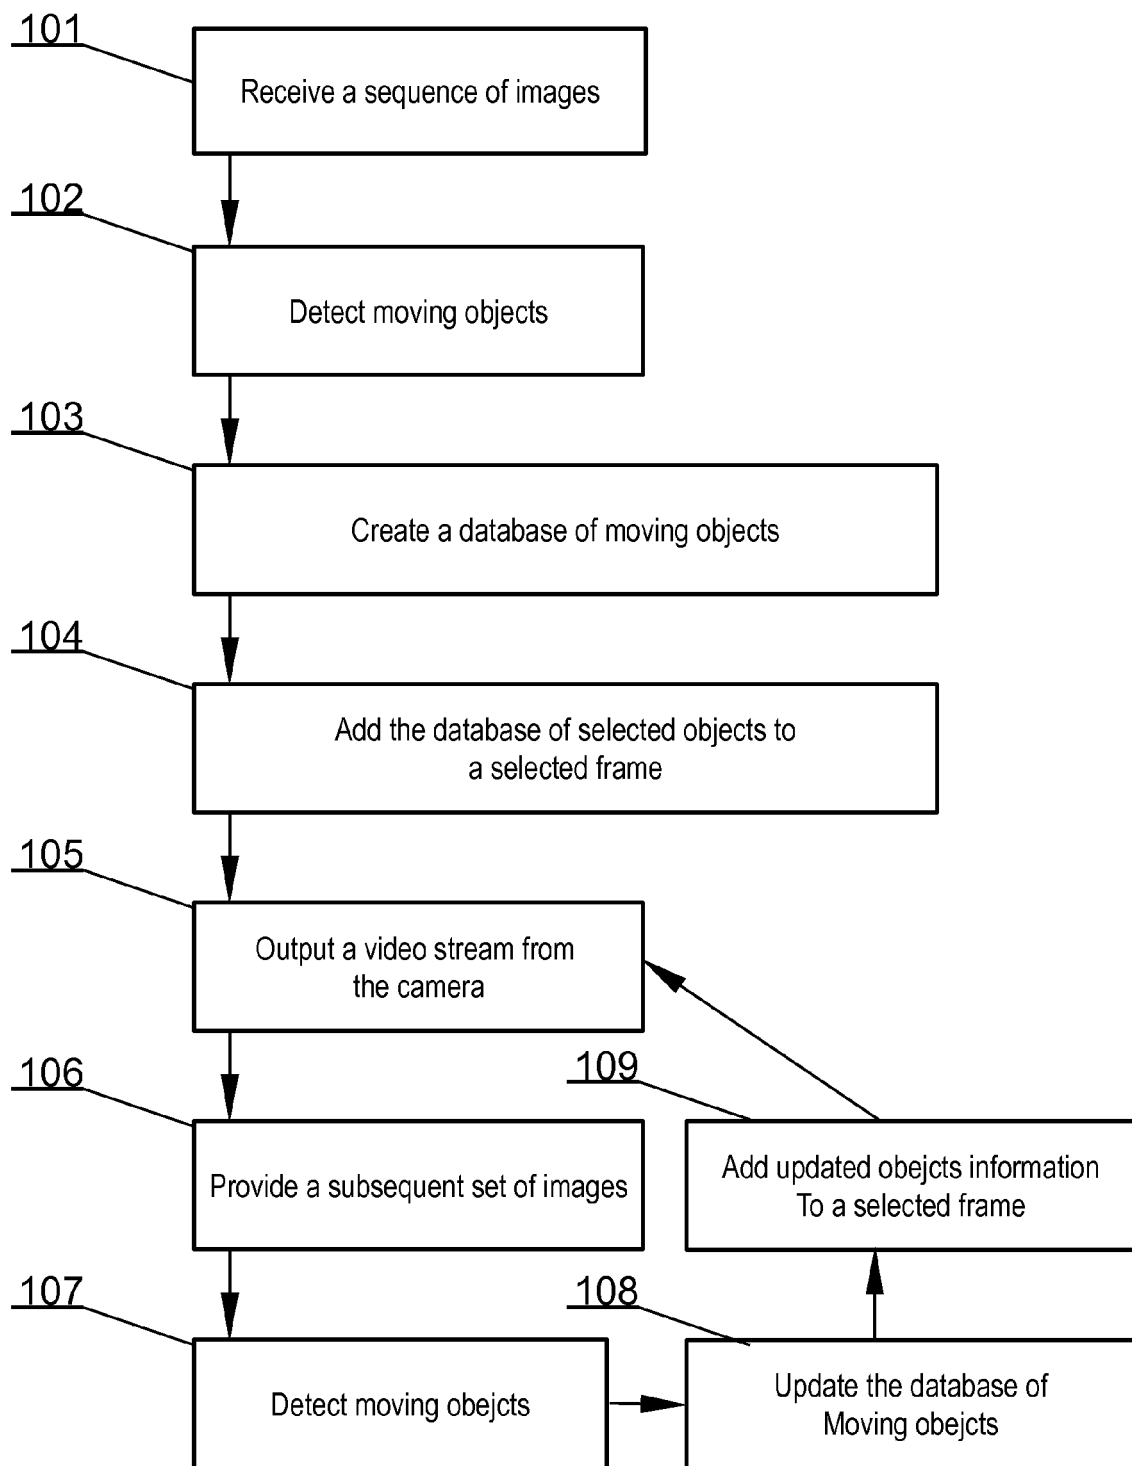 101
Receive a sequence of images
102
Detect moving objects
103
Create a database of moving objects
104
Add the database of selected objects to
a selected frame
105
Output a video stream from
the camera
106
Provide a subsequent set of images
109
Add updated obejcts information
To a selected frame
107
Detect moving obejcts
108
Update the database of
Moving obejcts